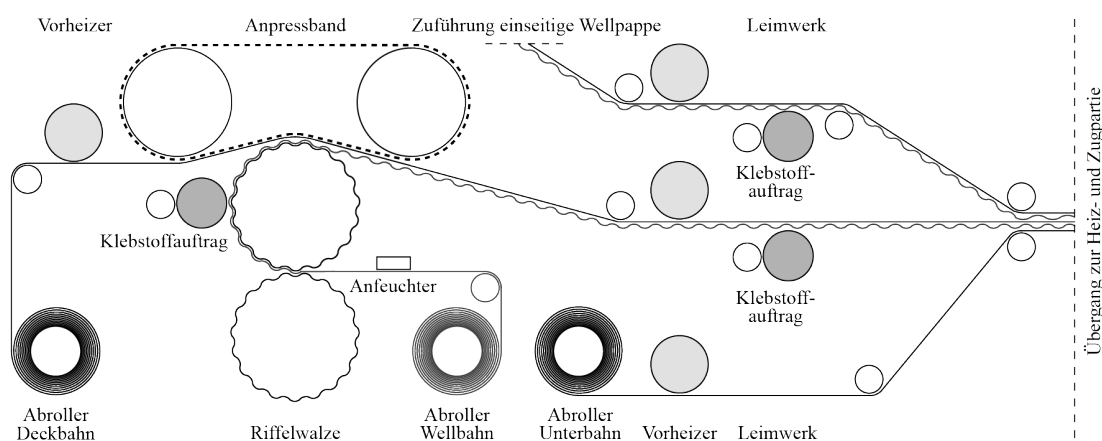 Vorheizer
Anpressband
Zuführung einseitige Wellpappe
Leimwerk
Klebstoff-
auftrag
Klebstoffauftrag
Anfeuchter
Klebstoff-
auftrag
Übergang zur Heiz- und Zugpartie
Abroller
Deckbahn
Riffelwalze
Abroller
Wellbahn
Abroller
Unterbahn
Vorheizer
Leimwerk